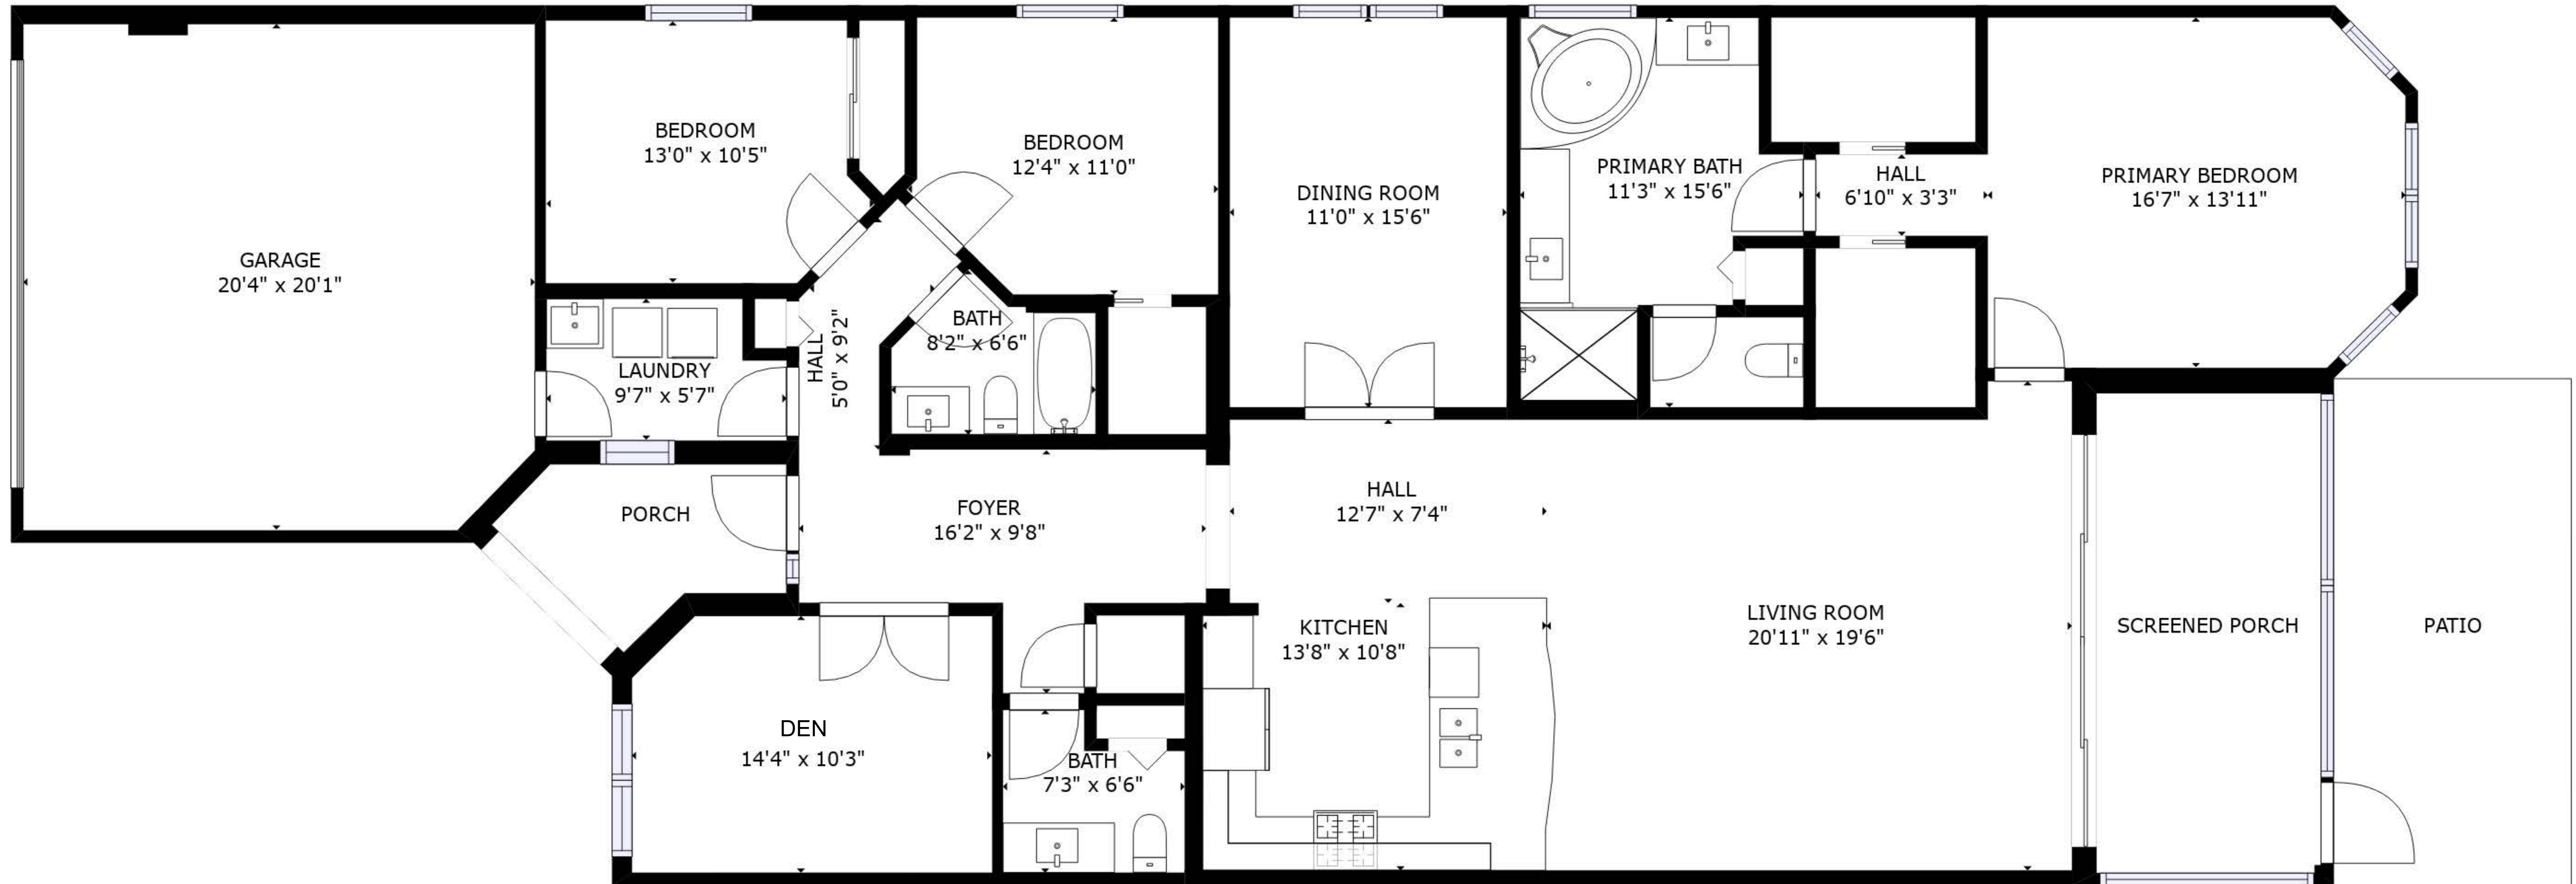 GARAGE
20'4" x 20'1"
BEDROOM
13'0" x 10'5"
BEDROOM
12'4" x 11'0"
DINING ROOM
11'0" x 15'6"
PRIMARY BATH
11'3" x 15'6"
HALL
6'10" x 3'3"
PRIMARY BEDROOM
16'7" x 13'11"
LAUNDRY
9'7" x 5'7"
HALL
5'0" x 9'2"
BATH
8'2" x 6'6"
PORCH
FOYER
16'2" x 9'8"
HALL
12'7" x 7'4"
KITCHEN
13'8" x 10'8"
LIVING ROOM
20'11" x 19'6"
SCREENED PORCH
PATIO
DEN
14'4" x 10'3"
BATH
7'3" x 6'6"